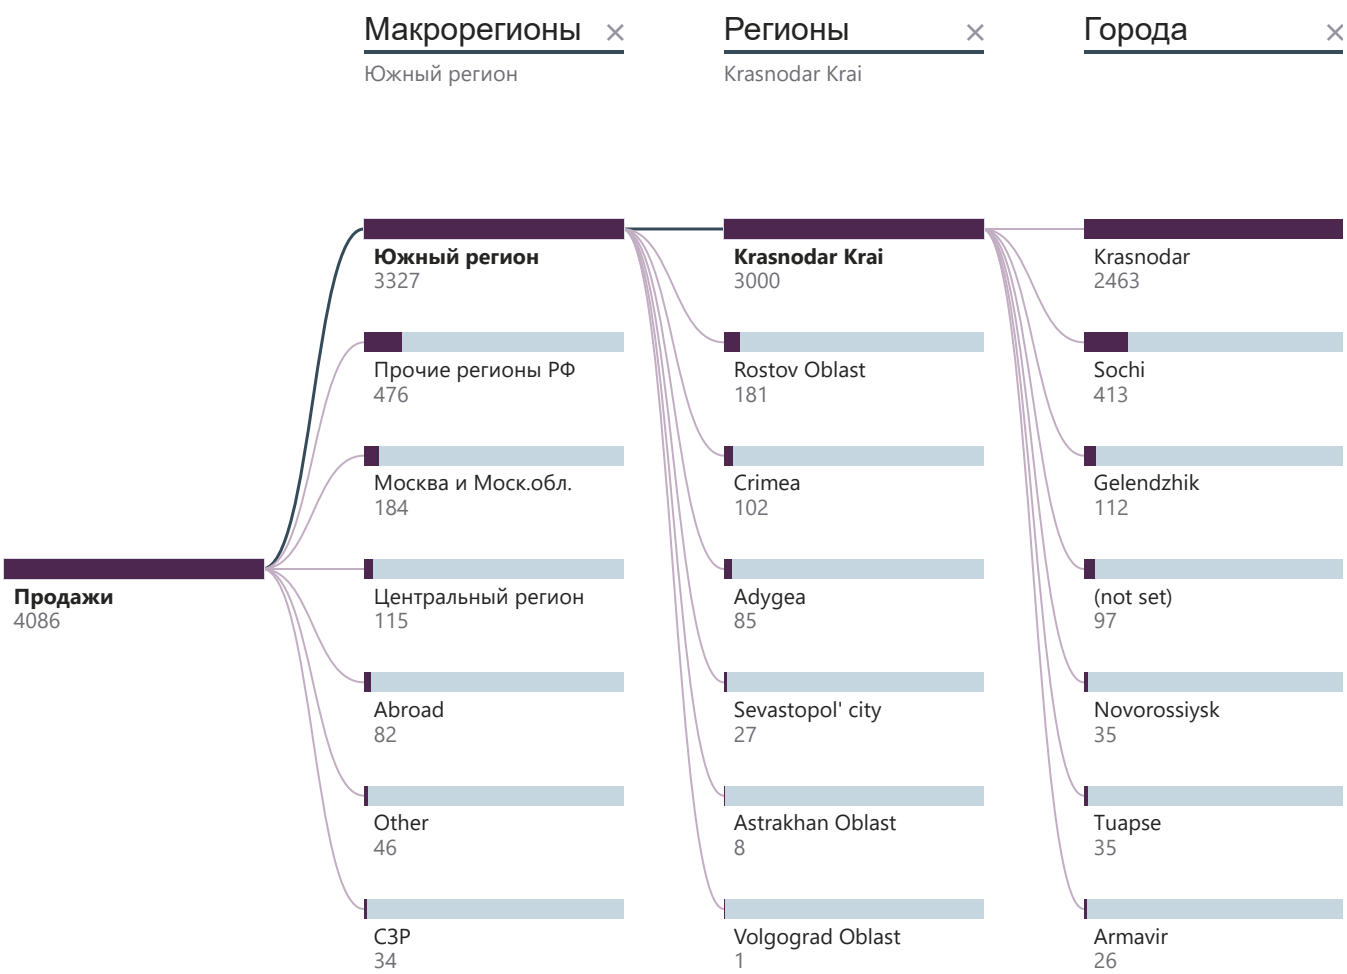 Макрорегионы
Южный регион
Регионы
Krasnodar Krai
Города
Продажи
4086
Южный регион
3327
Прочие регионы РФ
476
Москва и Моск.обл.
184
Центральный регион
115
Abroad
82
Other
46
СЗР
34
Krasnodar Krai
3000
Rostov Oblast
181
Crimea
102
Adygea
85
Sevastopol' city
27
Astrakhan Oblast
8
Volgograd Oblast
1
Krasnodar
2463
Sochi
413
Gelendzhik
112
(not set)
97
Novorossiysk
35
Tuapse
35
Armavir
26